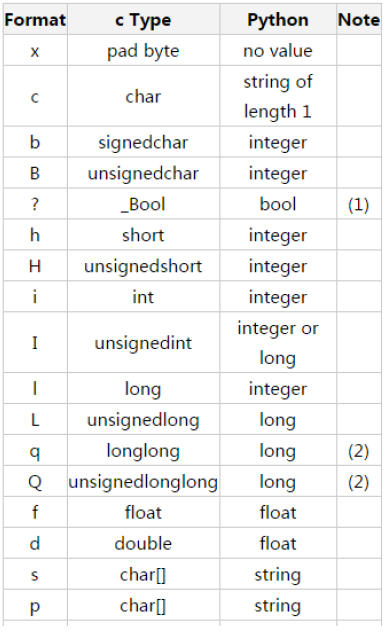 Format c Type Python Note
x pad byte no value
c char string of
length 1
b signedchar integer
B unsignedchar integer
? _Bool bool (1)
h short integer
H unsignedshort integer
i int integer
I unsignedint integer or
long
l long integer
L unsignedlong long
q longlong long (2)
Q unsignedlonglong long (2)
f float float
d double float
s char[] string
p char[] string